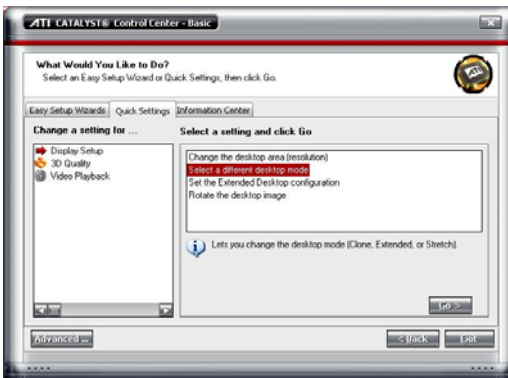 ATI CATALYST® Control Center - Basic
What Would You Like to Do?
Select an Easy Setup Wizard or Quick Settings, then click Go.
ATI
Easy Setup Wizards Quick Settings Information Center
Change a setting for ...
Display Setup
3D Quality
Video Playback
Select a setting and click Go
Change the desktop area (resolution)
Select a different desktop mode
Set the Extended Desktop configuration
Rotate the desktop image
Lets you change the desktop mode (Clone, Extended, or Stretch).
Go >
Advanced ... < Back Exit